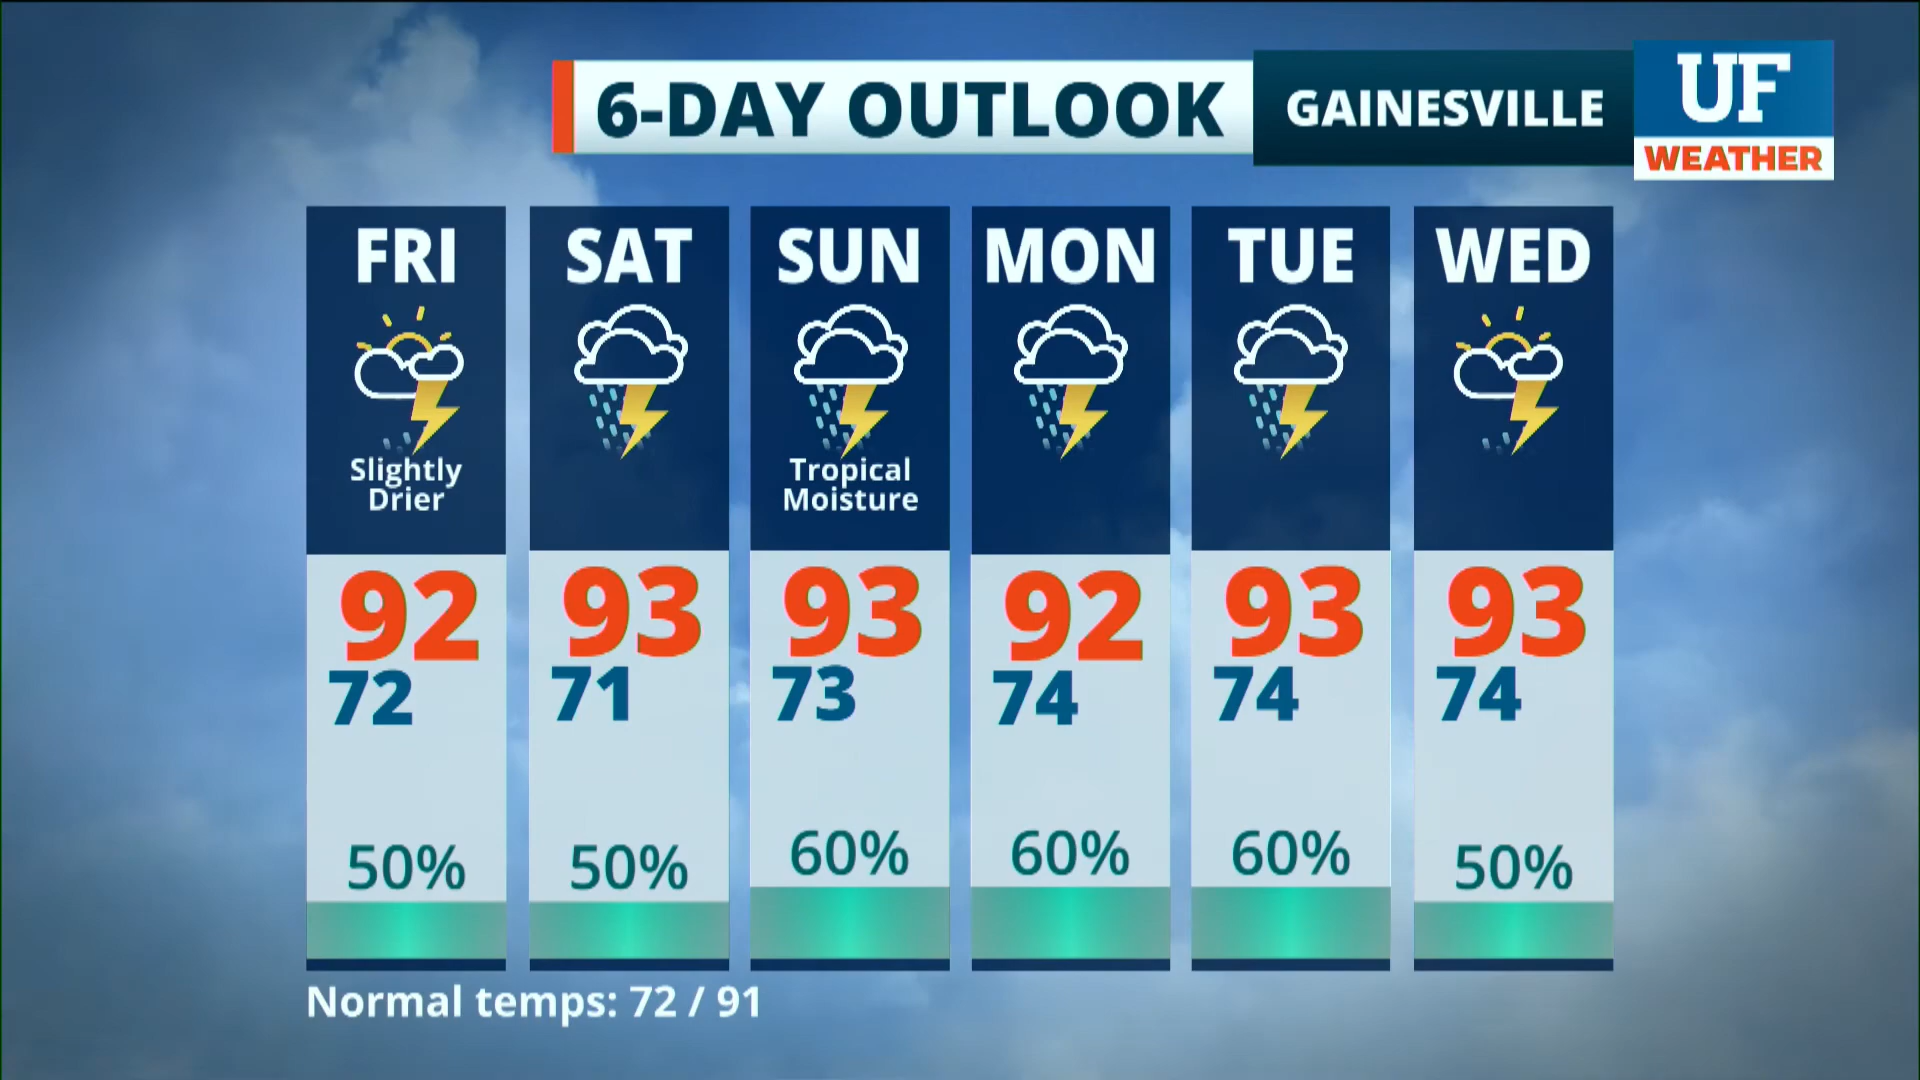 6-DAY OUTLOOK
GAINESVILLE
UF
WEATHER
FRI
SAT
SUN
MON
TUE
WED
Slightly
Drier
Tropical
Moisture
92
93
93
92
93
93
72
71
73
74
74
74
50%
50%
60%
60%
60%
50%
Normal temps: 72 / 91